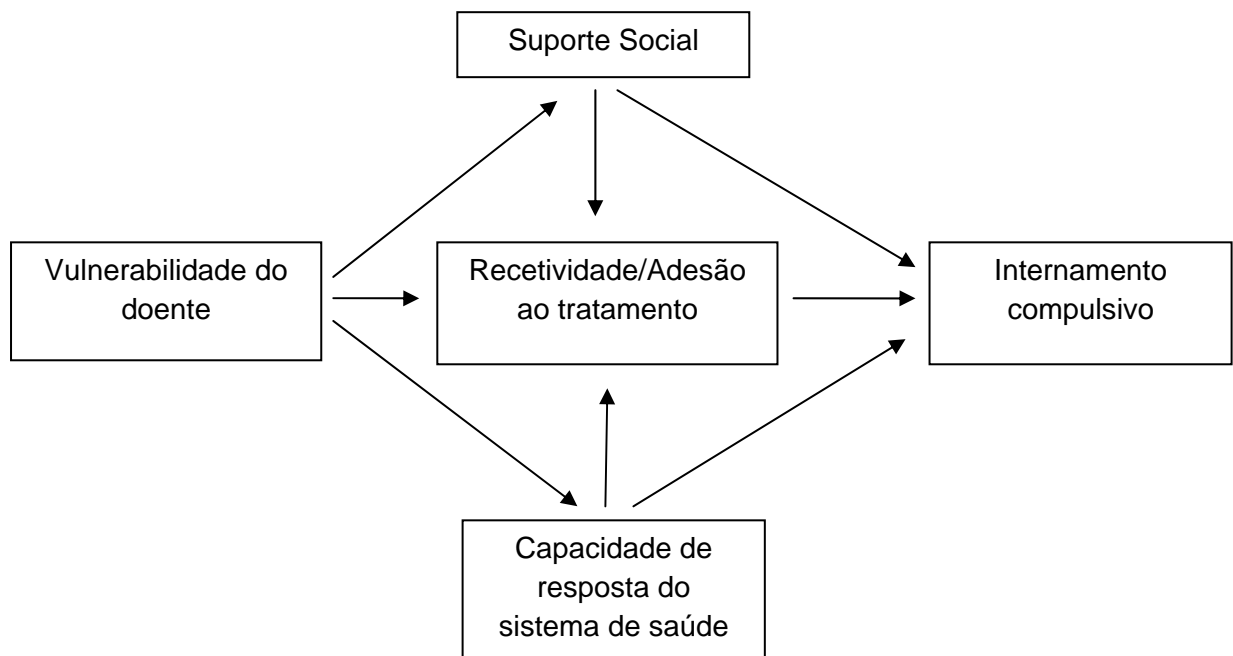 Suporte Social
Vulnerabilidade do
doente
Recetividade/Adesão
ao tratamento
Internamento
compulsivo
Capacidade de
resposta do
sistema de saúde